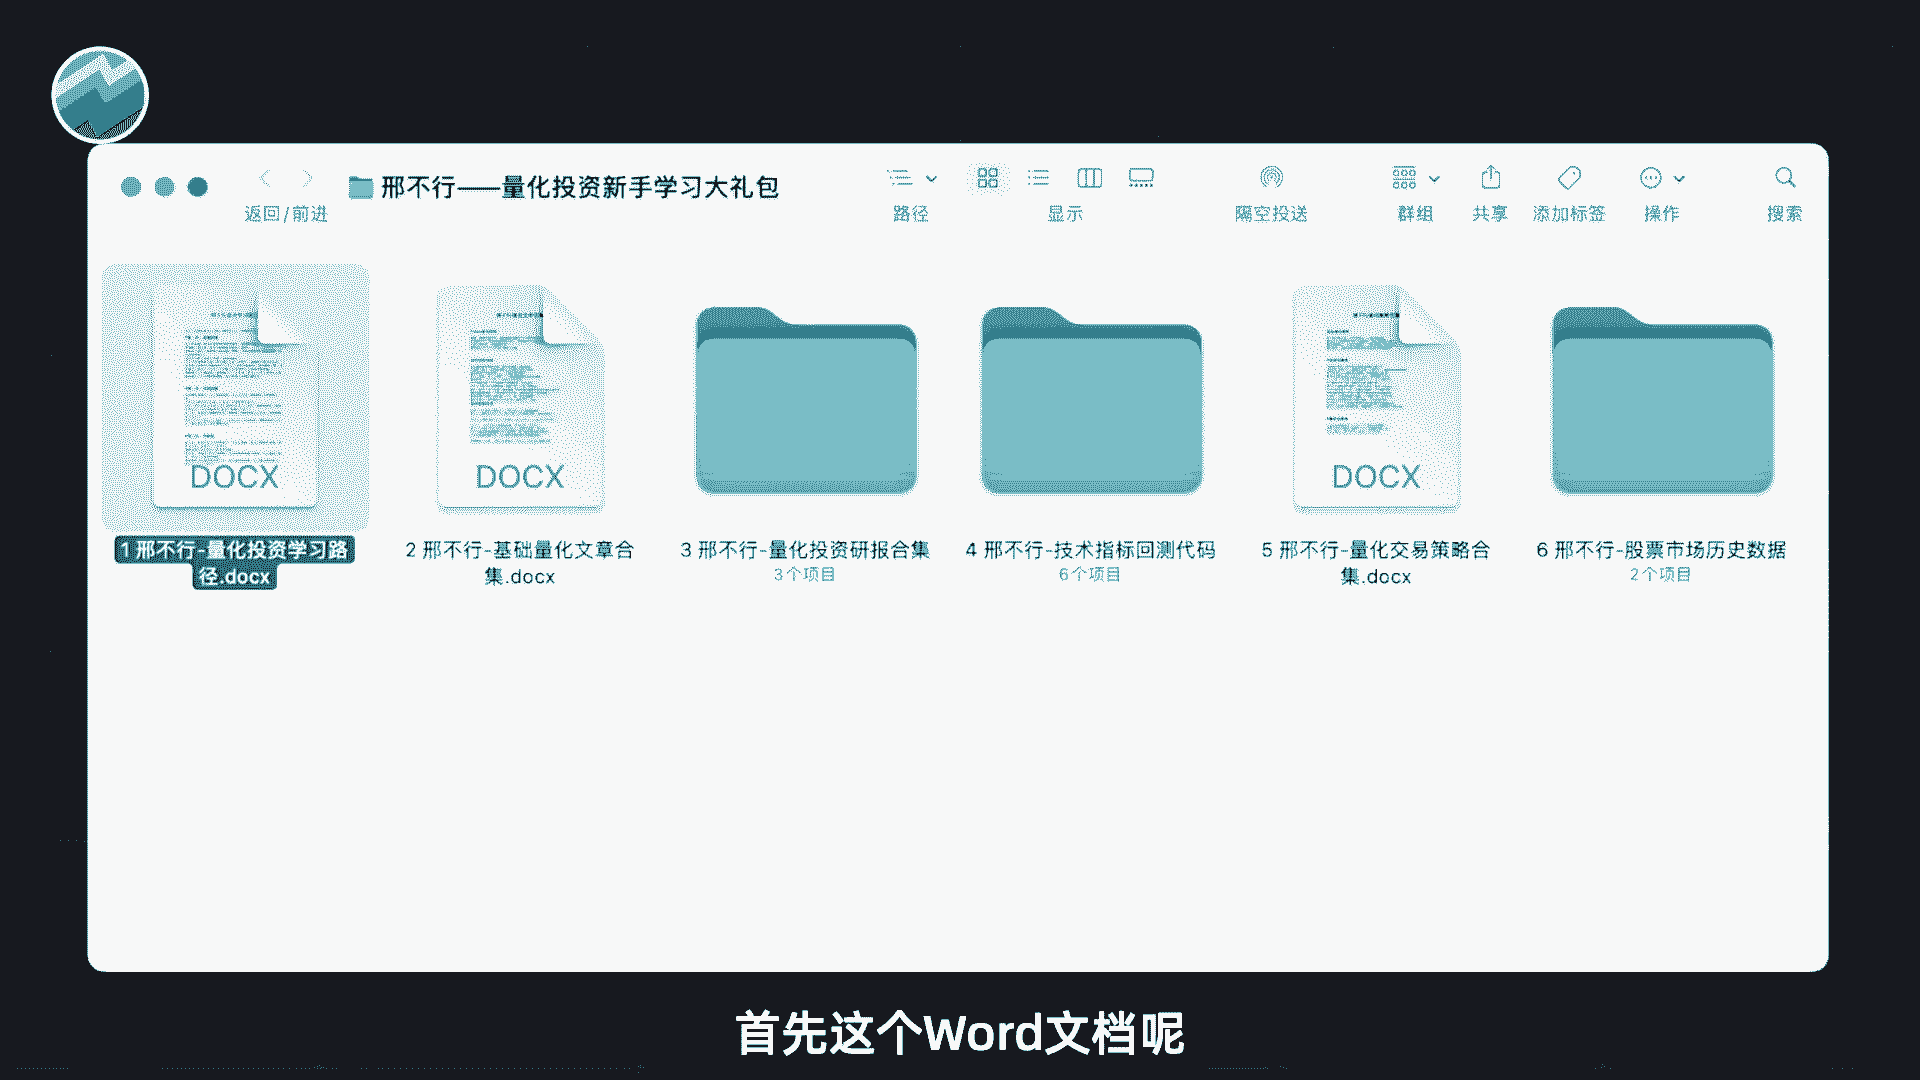 邢不行——量化投资新手学习大礼包
返回/前进
路径
显示
隔空投送
群组
共享
添加标签
操作
搜索
DOCX
DOCX
DOCX
1 邢不行-量化投资学习路
径.docx
2 邢不行-基础量化文章合
集.docx
3 邢不行-量化投资研报合集
3个项目
4 邢不行-技术指标回测代码
6个项目
5 邢不行-量化交易策略合
集.docx
6 邢不行-股票市场历史数据
2个项目
首先这个Word文档呢